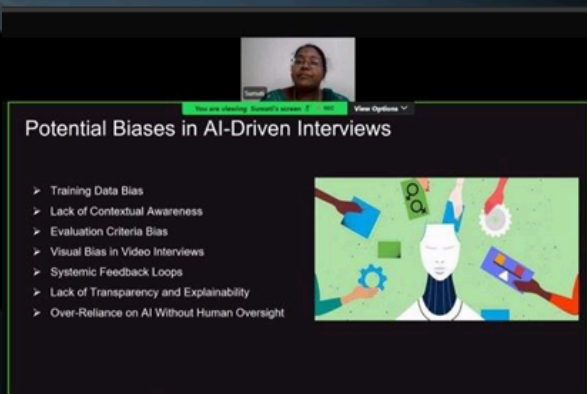 Sumati
You are viewing Sumati's screen
View Options
Potential Biases in AI-Driven Interviews
Training Data Bias
Lack of Contextual Awareness
Evaluation Criteria Bias
Visual Bias in Video Interviews
Systemic Feedback Loops
Lack of Transparency and Explainability
Over-Reliance on AI Without Human Oversight